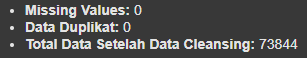 • Missing Values: 0
• Data Duplikat: 0
• Total Data Setelah Data Cleansing: 73844